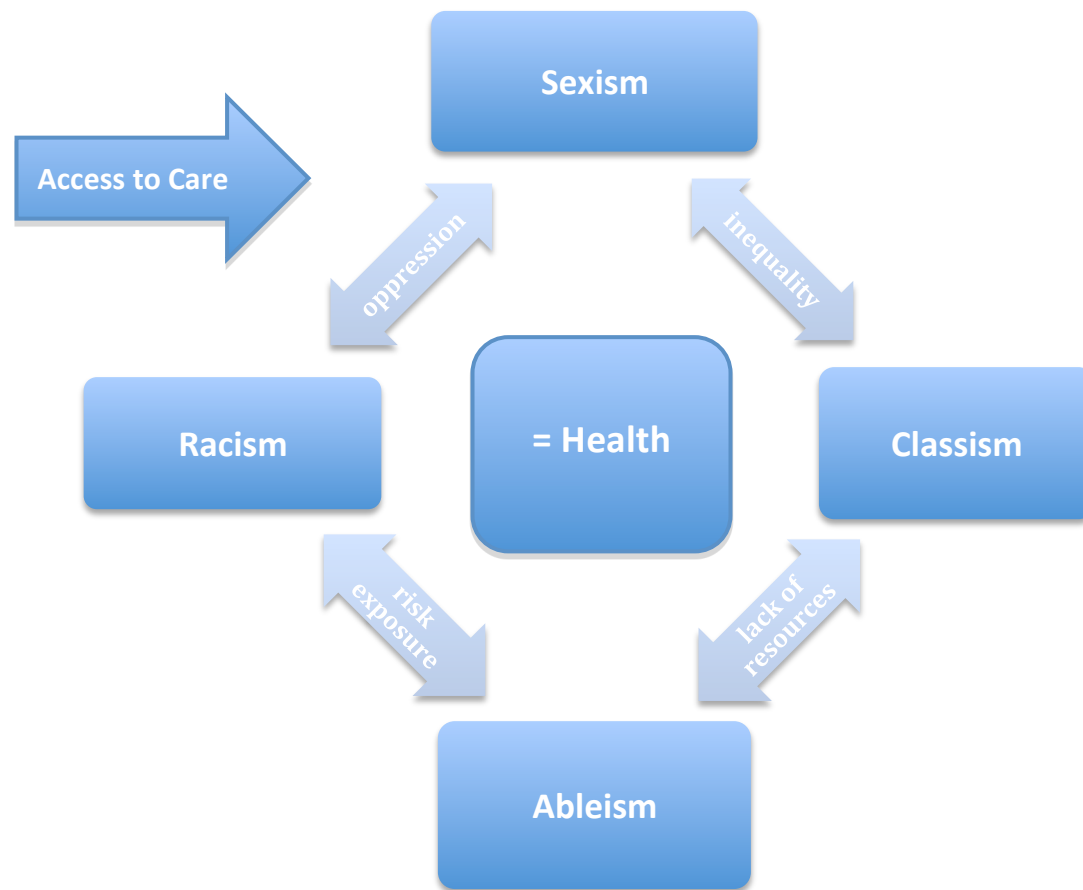 Sexism
Access to Care
oppression
inequality
Racism
= Health
Classism
risk
exposure
lack of
resources
Ableism